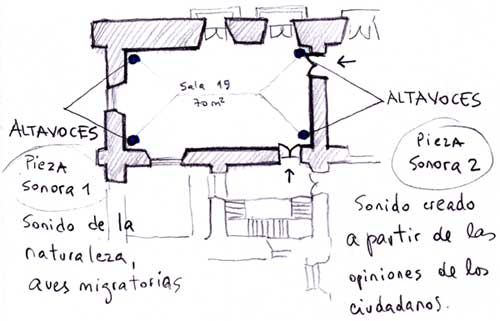 Sala 19
70 m²
ALTAVOCES
ALTAVOCES
PIEZA
Sonora 1
Sonido de la
naturaleza,
aves migratorias
PIEZA
Sonora 2
Sonido creado
a partir de las
opiniones de los
ciudadanos.